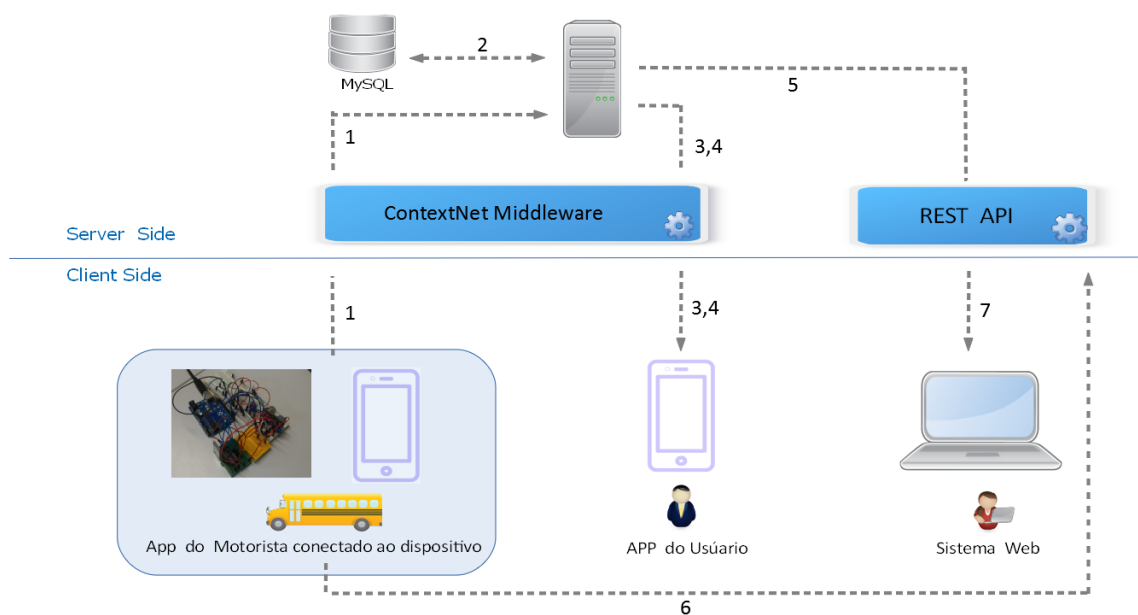 2
MySQL
5
1
3,4
ContextNet Middleware
REST API
Server Side
Client Side
1
3,4
7
App do Motorista conectado ao dispositivo
APP do Usúario
Sistema Web
6